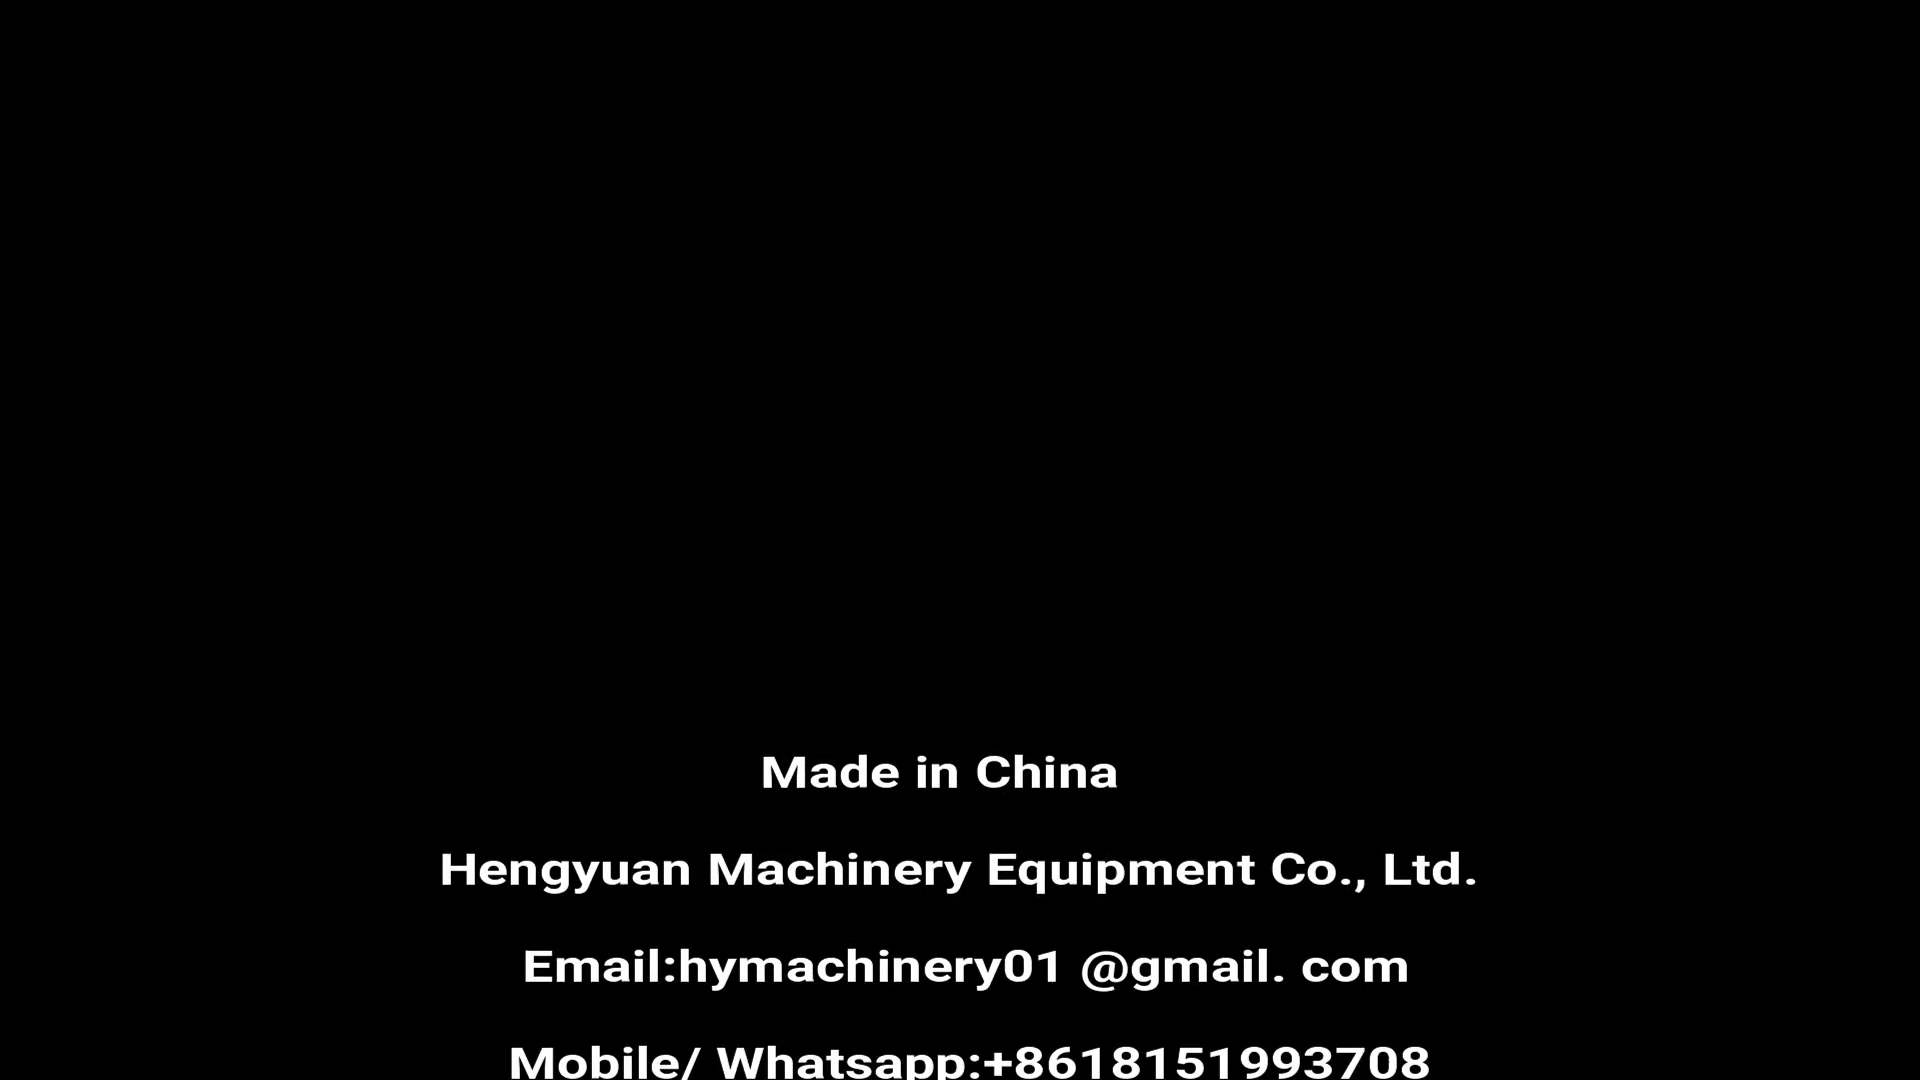 Made in China
Hengyuan Machinery Equipment Co., Ltd.
Email:hymachinery01 @gmail. com
Mobile/ Whatsapp:+8618151993708